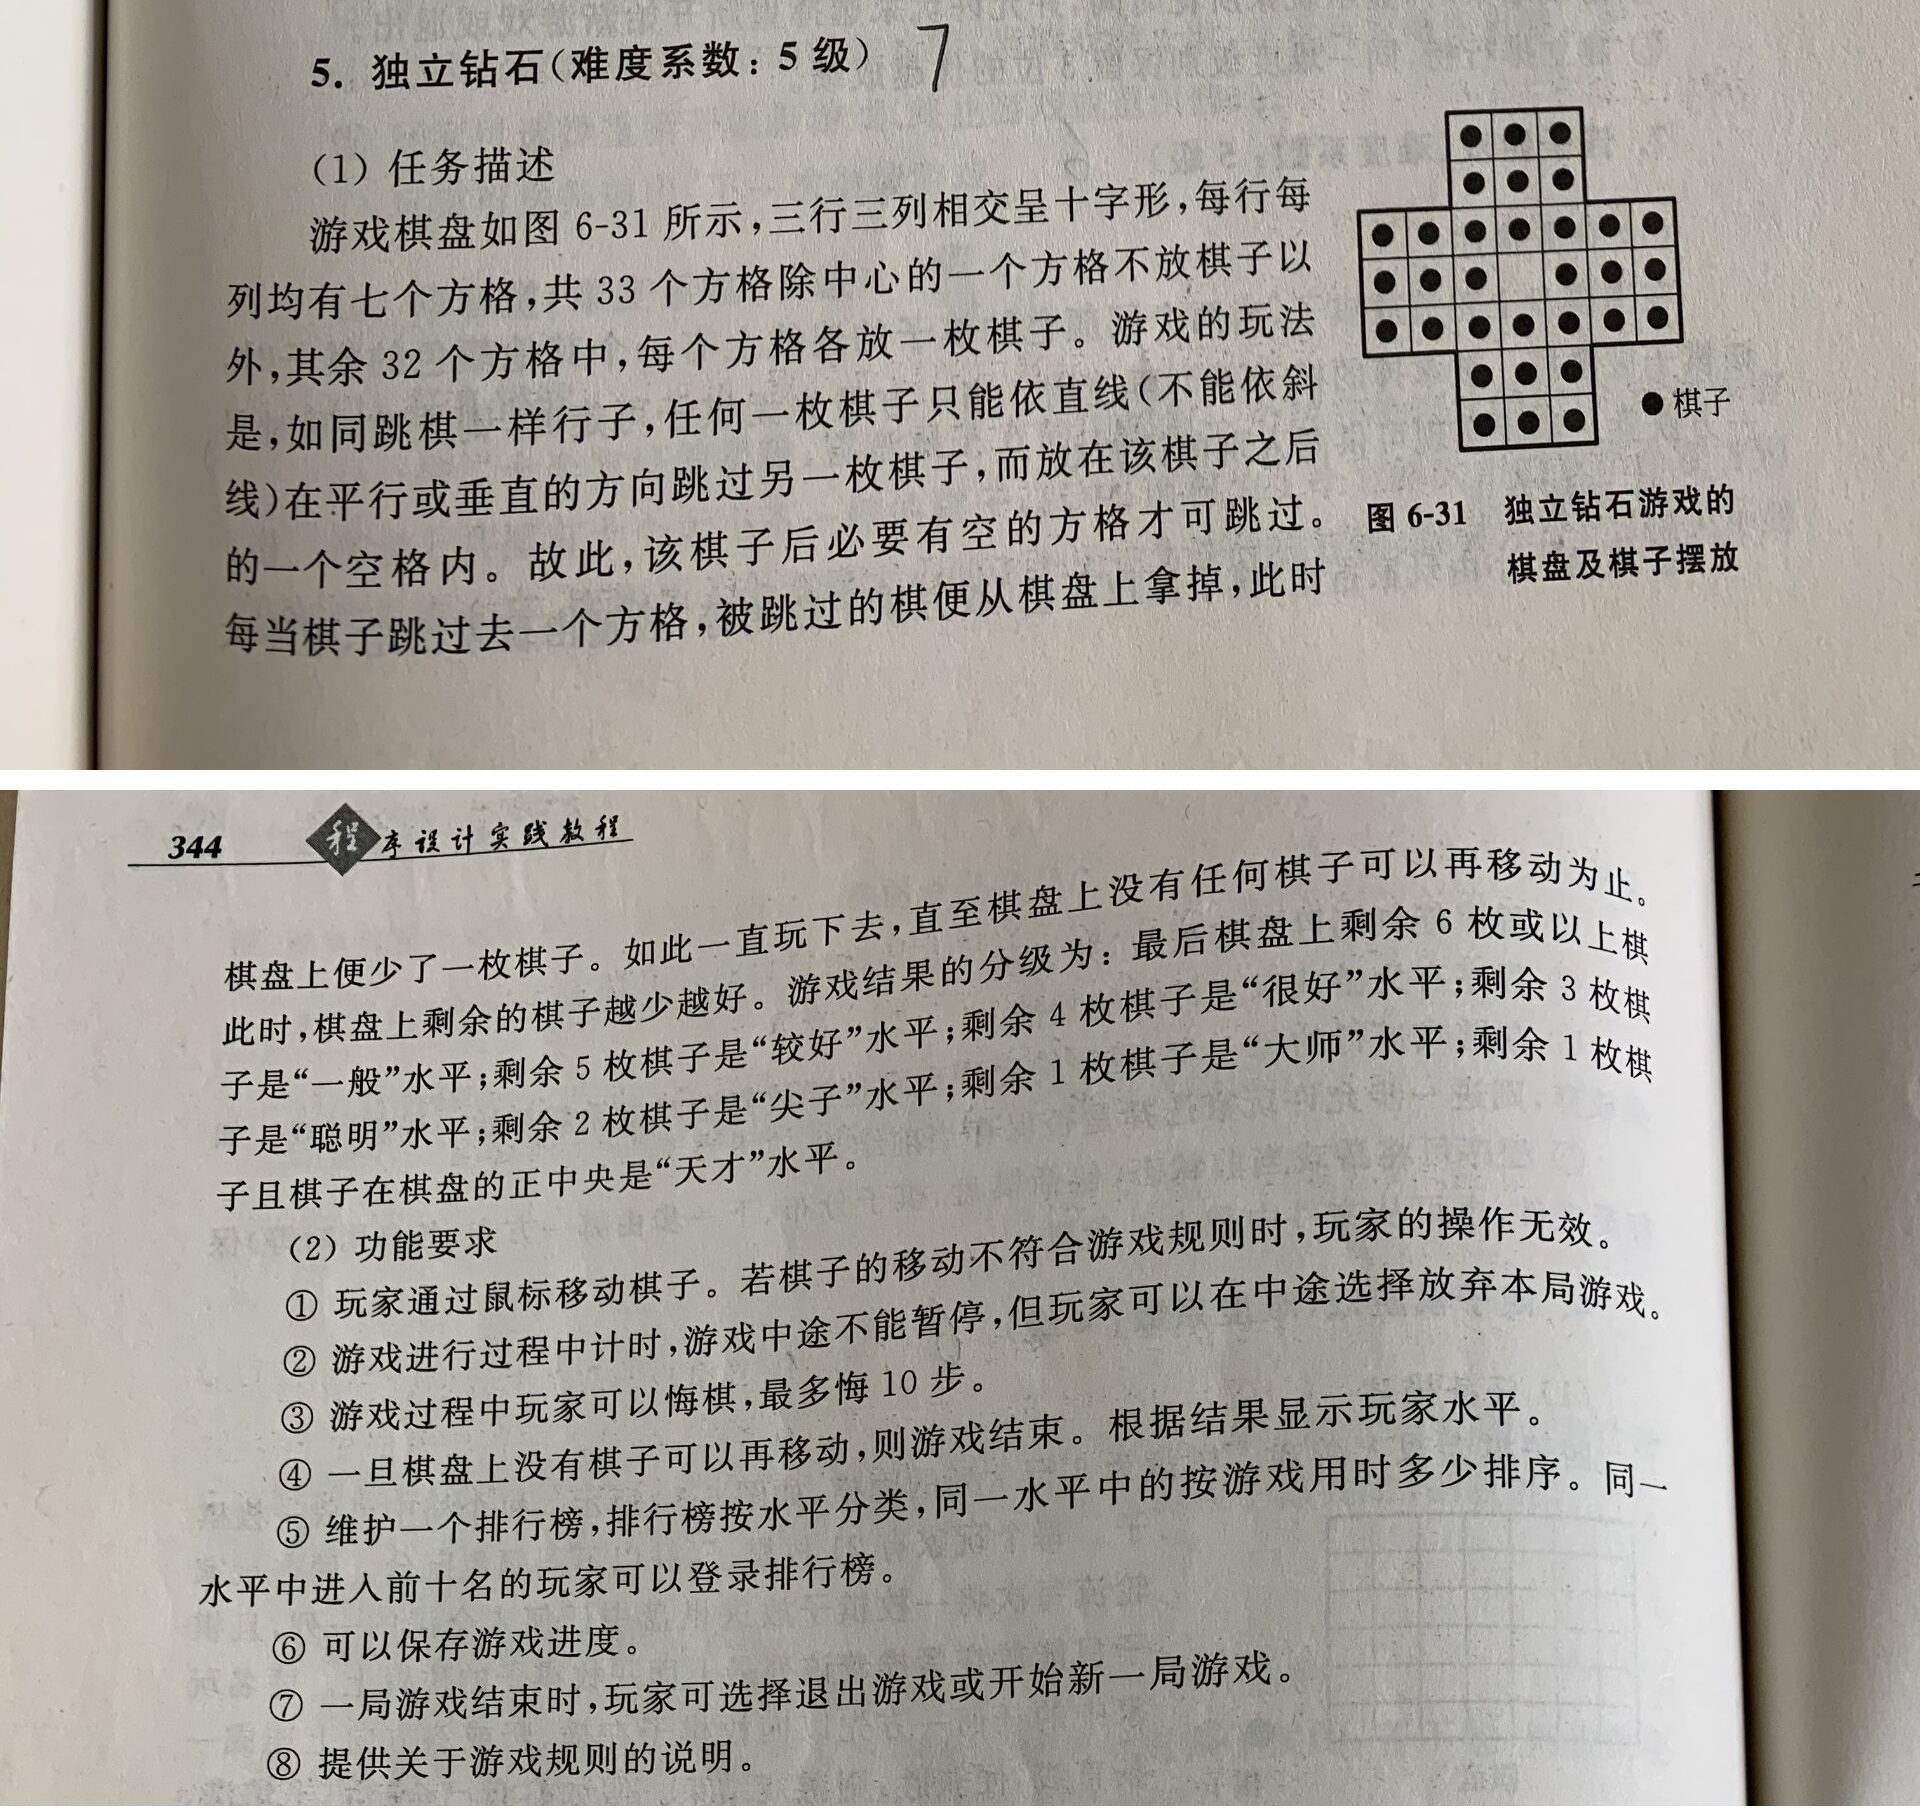 5. 独立钻石(难度系数: 5 级) 7
(1) 任务描述
游戏棋盘如图 6-31 所示,三行三列相交呈十字形,每行每
列均有七个方格,共 33 个方格除中心的一个方格不放棋子以
外,其余 32 个方格中,每个方格各放一枚棋子。游戏的玩法
是,如同跳棋一样行子,任何一枚棋子只能依直线(不能依斜
线)在平行或垂直的方向跳过另一枚棋子,而放在该棋子之后
的一个空格内。故此,该棋子后必要有空的方格才可跳过。
每当棋子跳过去一个方格,被跳过的棋便从棋盘上拿掉,此时
棋子
图 6-31 独立钻石游戏的
棋盘及棋子摆放
344 程序设计实践教程
棋盘上便少了一枚棋子。如此一直玩下去,直至棋盘上没有任何棋子可以再移动为止。
此时,棋盘上剩余的棋子越少越好。游戏结果的分级为: 最后棋盘上剩余 6 枚或以上棋
子是“一般”水平;剩余 5 枚棋子是“较好”水平;剩余 4 枚棋子是“很好”水平;剩余 3 枚棋
子是“聪明”水平;剩余 2 枚棋子是“尖子”水平;剩余 1 枚棋子是“大师”水平;剩余 1 枚棋
子且棋子在棋盘的正中央是“天才”水平。
(2) 功能要求
① 玩家通过鼠标移动棋子。若棋子的移动不符合游戏规则时,玩家的操作无效。
② 游戏进行过程中计时,游戏中途不能暂停,但玩家可以在中途选择放弃本局游戏。
③ 游戏过程中玩家可以悔棋,最多悔 10 步。
④ 一旦棋盘上没有棋子可以再移动,则游戏结束。根据结果显示玩家水平。
⑤ 维护一个排行榜,排行榜按水平分类,同一水平中的按游戏用时多少排序。同一
水平中进入前十名的玩家可以登录排行榜。
⑥ 可以保存游戏进度。
⑦ 一局游戏结束时,玩家可选择退出游戏或开始新一局游戏。
⑧ 提供关于游戏规则的说明。